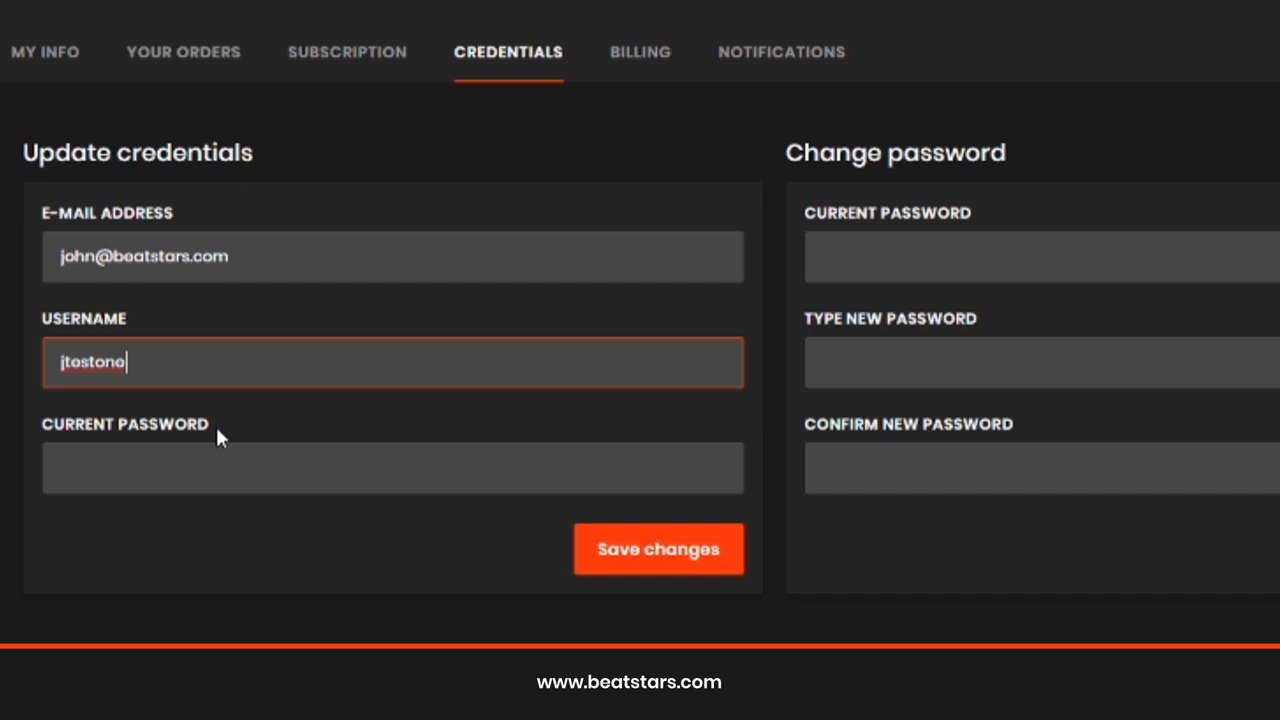 MY INFO YOUR ORDERS SUBSCRIPTION CREDENTIALS BILLING NOTIFICATIONS
Update credentials
E-MAIL ADDRESS
john@beatstars.com
USERNAME
jtestone
CURRENT PASSWORD
Save changes
Change password
CURRENT PASSWORD
TYPE NEW PASSWORD
CONFIRM NEW PASSWORD
www.beatstars.com